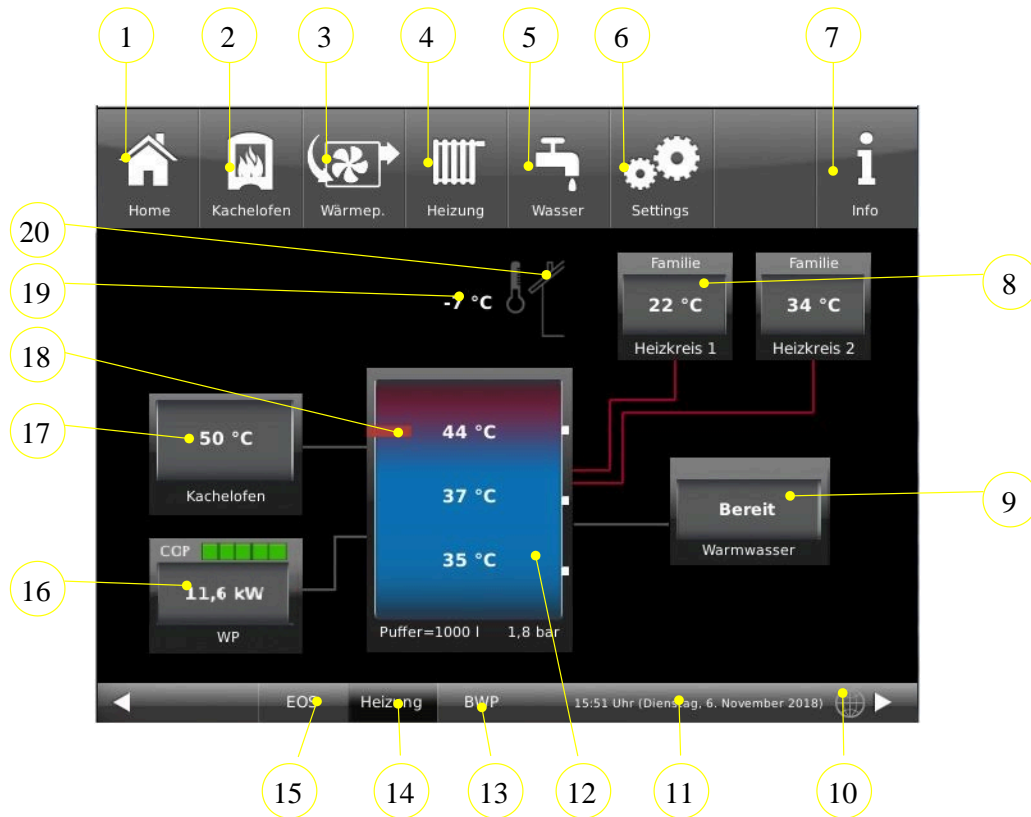 1 2 3 4 5 6 7
Home Kachelofen Wärmep. Heizung Wasser Settings Info
20
19
-7 °C
Familie Familie
8
22 °C 34 °C
Heizkreis 1 Heizkreis 2
18
17
50 °C
Kachelofen
44 °C
37 °C
35 °C
Puffer=1000 l 1,8 bar
9
Bereit
Warmwasser
16
COP
11,6 kW
WP
EOS Heizung BWP 15:51 Uhr (Dienstag, 6. November 2018)
15 14 13 12 11 10